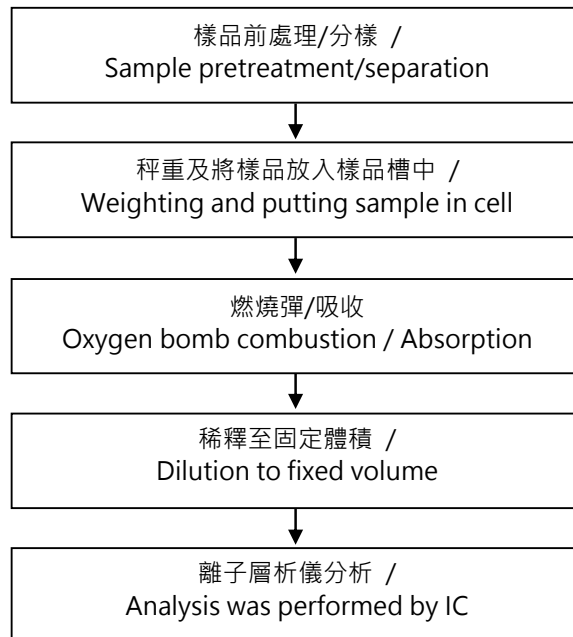 樣品前處理/分樣 /
Sample pretreatment/separation
秤重及將樣品放入樣品槽中 /
Weighting and putting sample in cell
燃燒彈/吸收
Oxygen bomb combustion / Absorption
稀釋至固定體積 /
Dilution to fixed volume
離子層析儀分析 /
Analysis was performed by IC